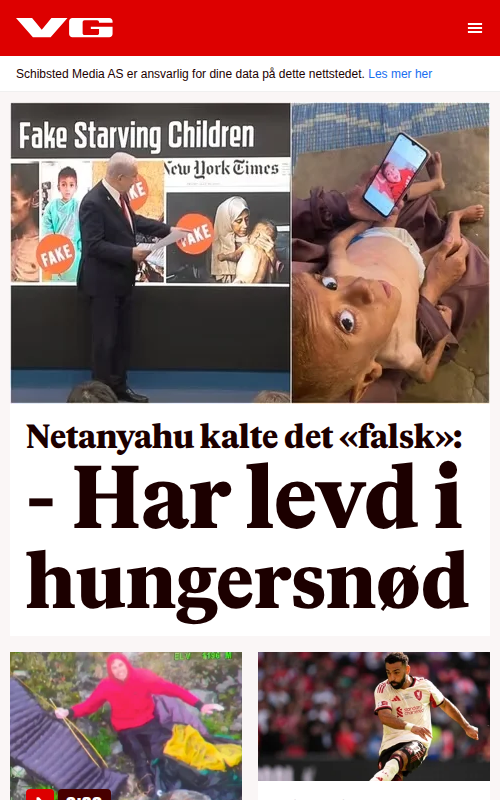 VG
Schibsted Media AS er ansvarlig for dine data på dette nettstedet. Les mer her
Fake Starving Children
New York Times
FAKE
FAKE
Netanyahu kalte det «falsk»:
- Har levd i
hungersnød